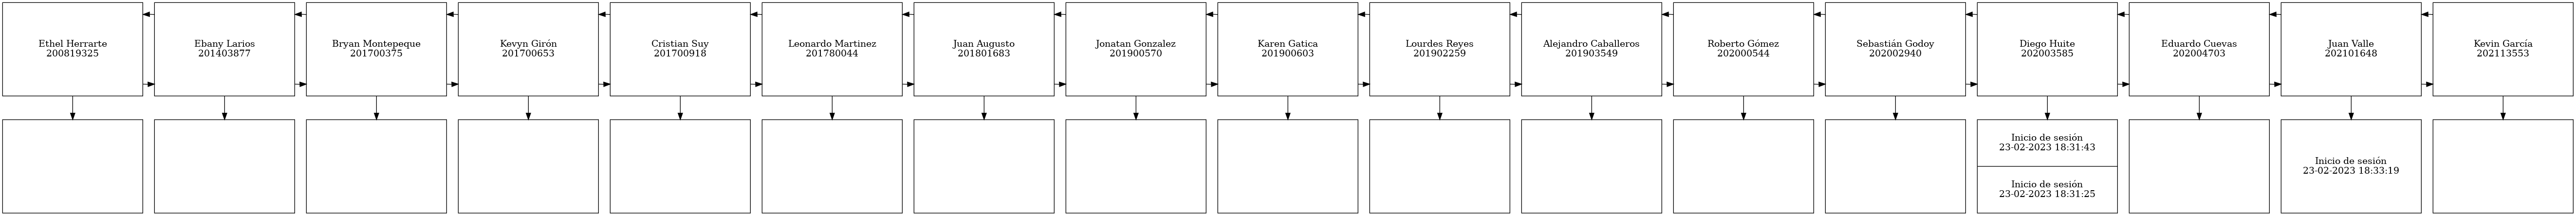 Ethel Herrarte
200819325
Ebany Larios
201403877
Bryan Montepeque
201700375
Kevyn Girón
201700653
Cristian Suy
201700918
Leonardo Martinez
201780044
Juan Augusto
201801683
Jonatan Gonzalez
201900570
Karen Gatica
201900603
Lourdes Reyes
201902259
Alejandro Caballeros
201903549
Roberto Gómez
202000544
Sebastián Godoy
202002940
Diego Huite
202003585
Eduardo Cuevas
202004703
Juan Valle
202101648
Kevin García
202113553
Inicio de sesión
23-02-2023 18:31:43
Inicio de sesión
23-02-2023 18:31:25
Inicio de sesión
23-02-2023 18:33:19